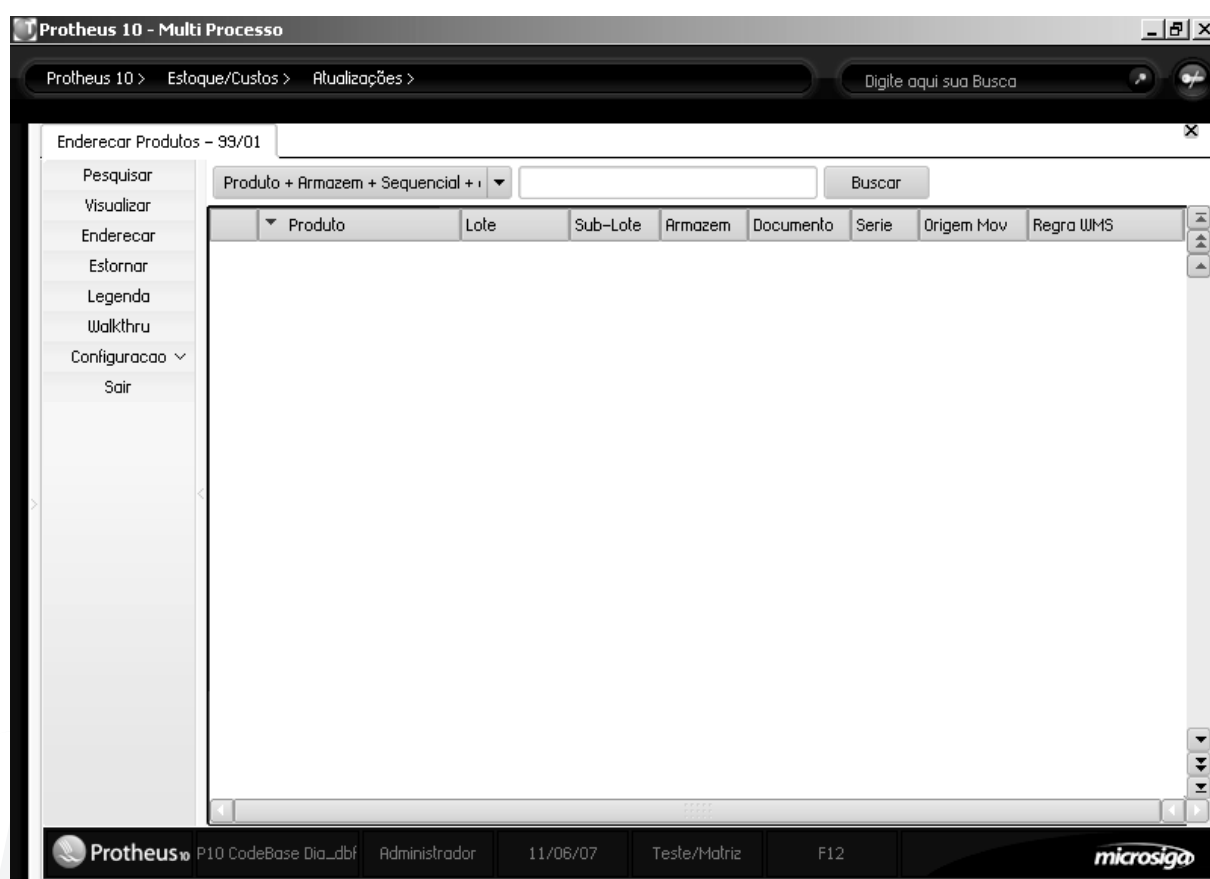 Protheus 10 - Multi Processo
Protheus 10 > Estoque/Custos > Atualizações > Digite aqui sua Busca
Enderecar Produtos – 99/01
Pesquisar
Visualizar
Enderecar
Estornar
Legenda
Walkthru
Configuracao
Sair
Produto + Armazem + Sequencial + Buscar
Produto Lote Sub-Lote Armazem Documento Serie Origem Mov Regra WMS
Protheus 10 P10 CodeBase Dia_dbf Administrador 11/06/07 Teste/Matriz F12 microsiga